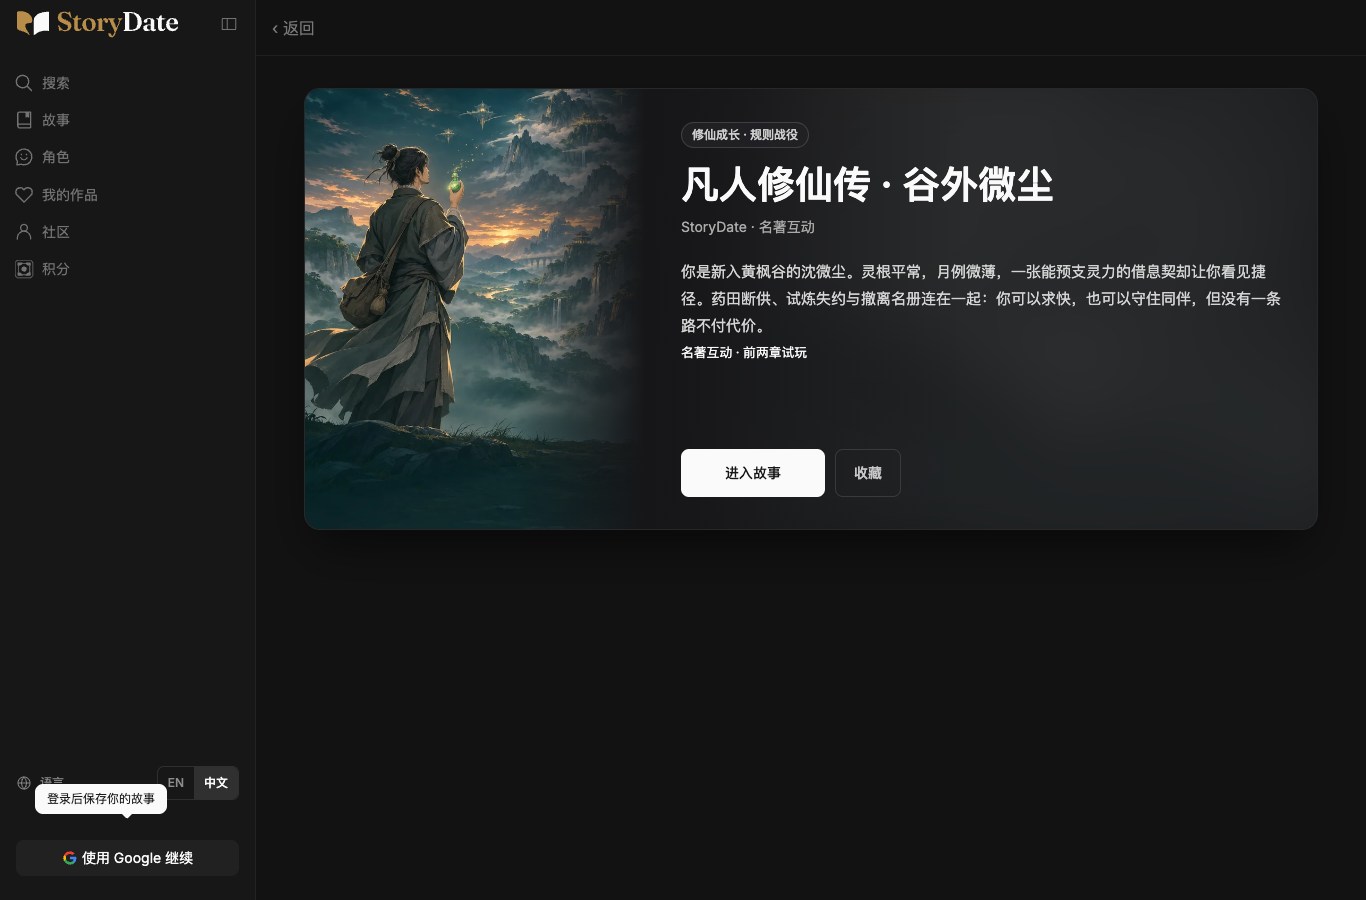 StoryDate
搜索
故事
角色
我的作品
社区
积分
语言
EN
中文
登录后保存你的故事
使用 Google 继续
‹ 返回
修仙成长 · 规则战役
凡人修仙传 · 谷外微尘
StoryDate · 名著互动
你是新入黄枫谷的沈微尘。灵根平常，月例微薄，一张能预支灵力的借息契却让你看见捷
径。药田断供、试炼失约与撤离名册连在一起：你可以求快，也可以守住同伴，但没有一条
路不付代价。
名著互动 · 前两章试玩
进入故事
收藏